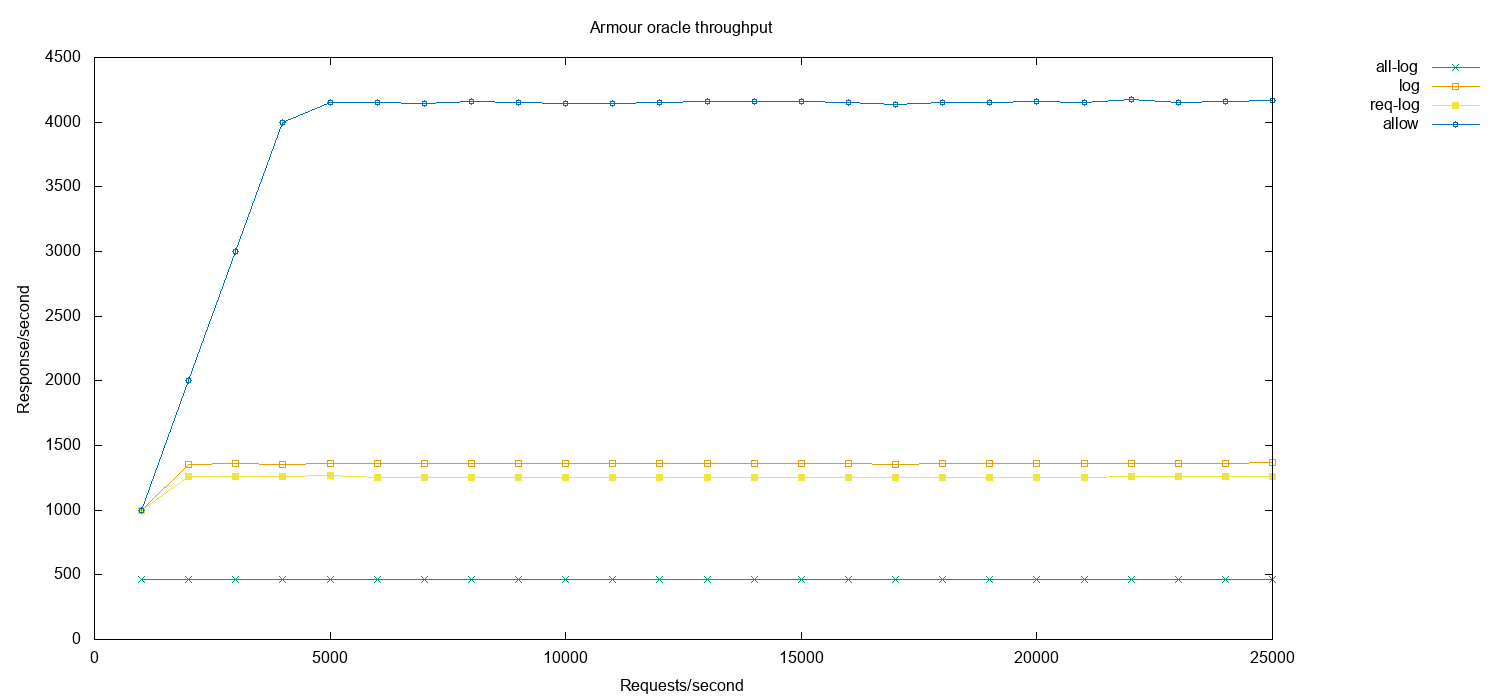 Armour oracle throughput
all-log
log
req-log
allow
4500
4000
3500
3000
2500
2000
1500
1000
500
0
Response/second
0 5000 10000 15000 20000 25000
Requests/second